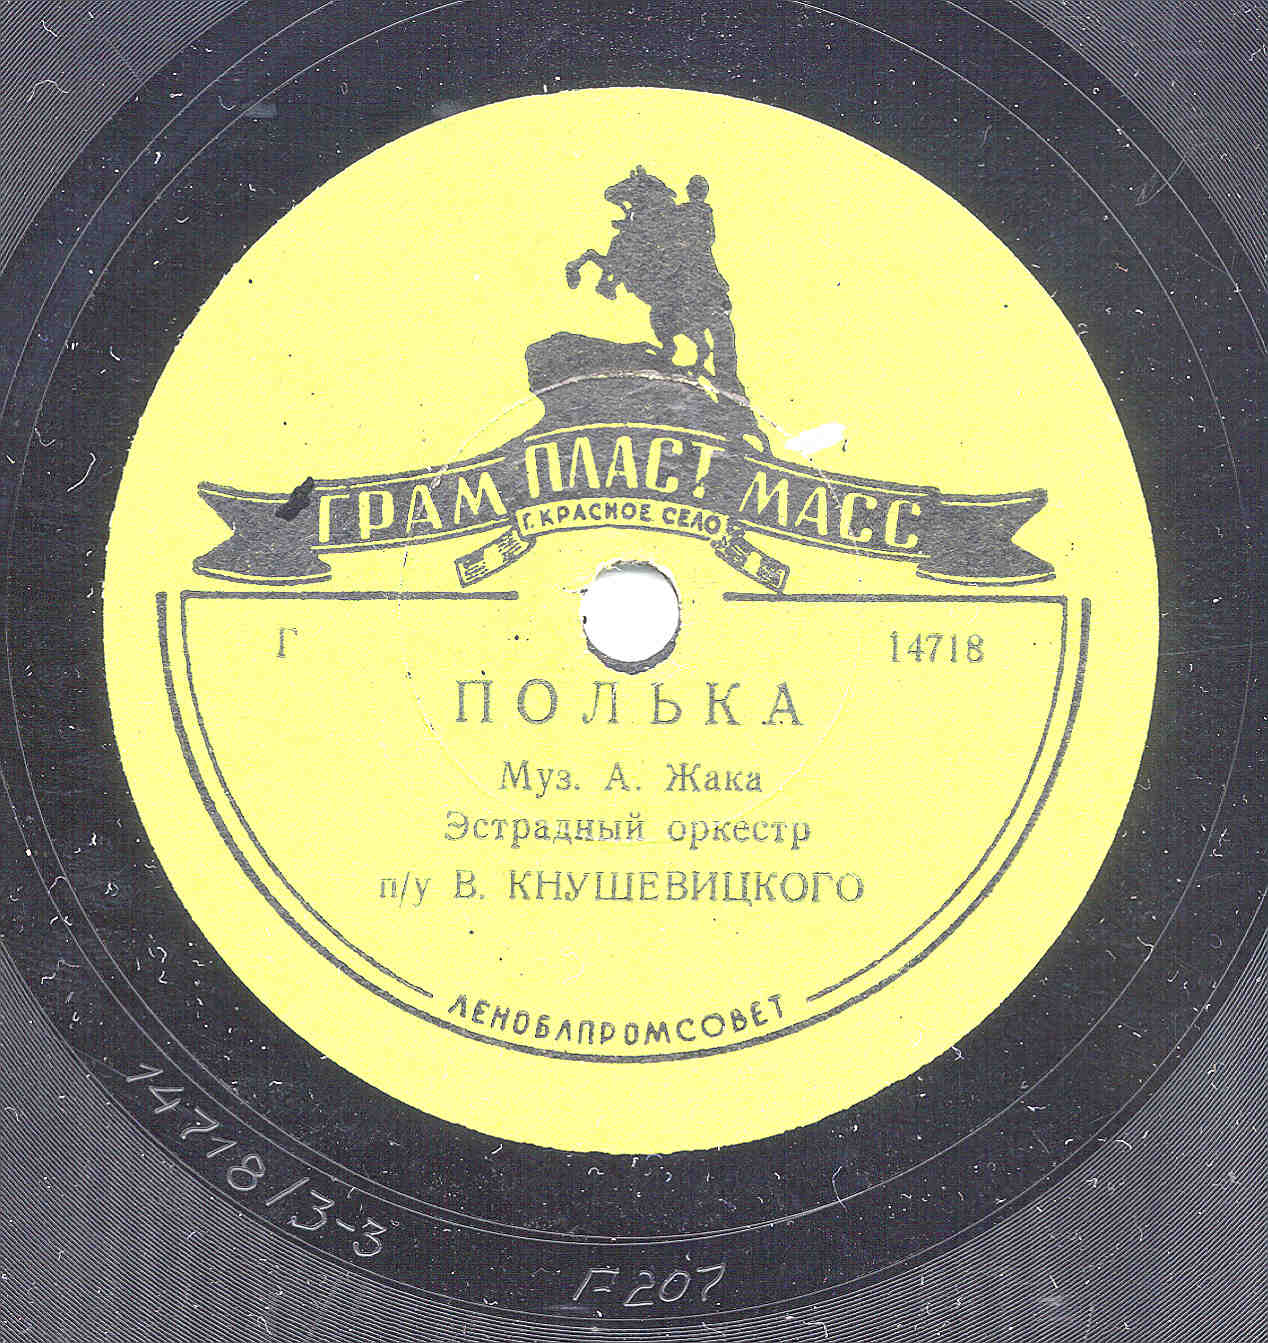 ГРАМ ПЛАСТ МАСС
Г. КРАСНОЕ СЕЛО
Г 14718
ПОЛЬКА
Муз. А. Жака
Эстрадный оркестр
п/у В. КНУШЕВИЦКОГО
ЛЕНОБЛПРОМСОВЕТ
14718/3-3
Г-207